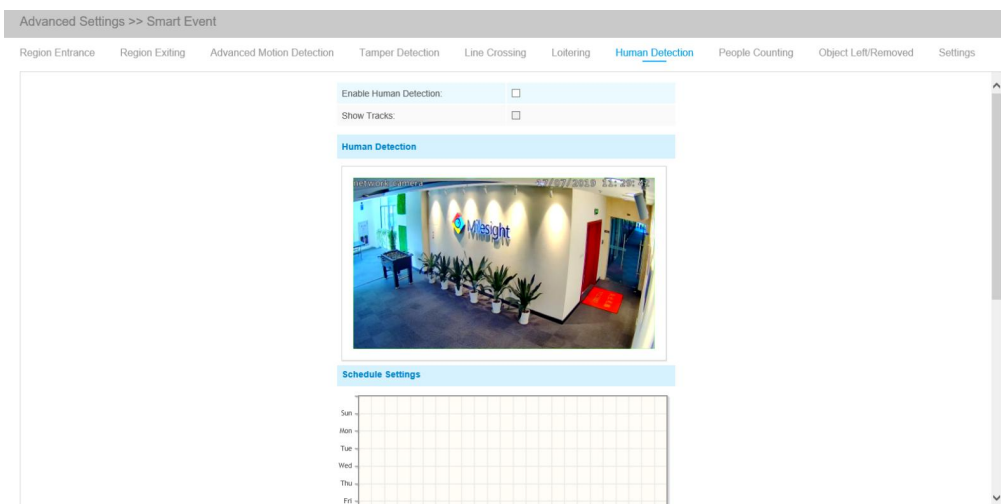 Advanced Settings >> Smart Event
Region Entrance Region Exiting Advanced Motion Detection Tamper Detection Line Crossing Loitering Human Detection People Counting Object Left/Removed Settings
Enable Human Detection:
Show Tracks:
Human Detection
network camera
Milesight
Schedule Settings
Sun
Mon
Tue
Wed
Thu
Fri